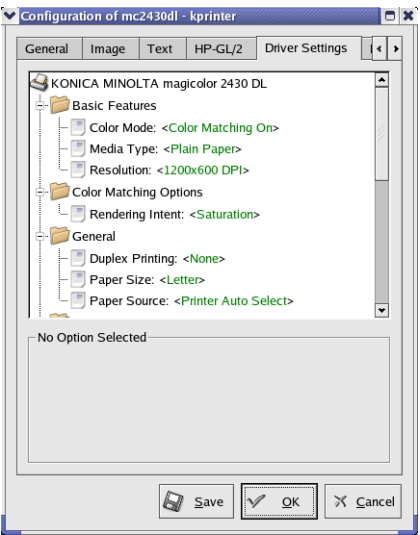 Configuration of mc2430dl - kprinter
General Image Text HP-GL/2 Driver Settings
KONICA MINOLTA magicolor 2430 DL
Basic Features
Color Mode: <Color Matching On>
Media Type: <Plain Paper>
Resolution: <1200x600 DPI>
Color Matching Options
Rendering Intent: <Saturation>
General
Duplex Printing: <None>
Paper Size: <Letter>
Paper Source: <Printer Auto Select>
No Option Selected
Save OK Cancel